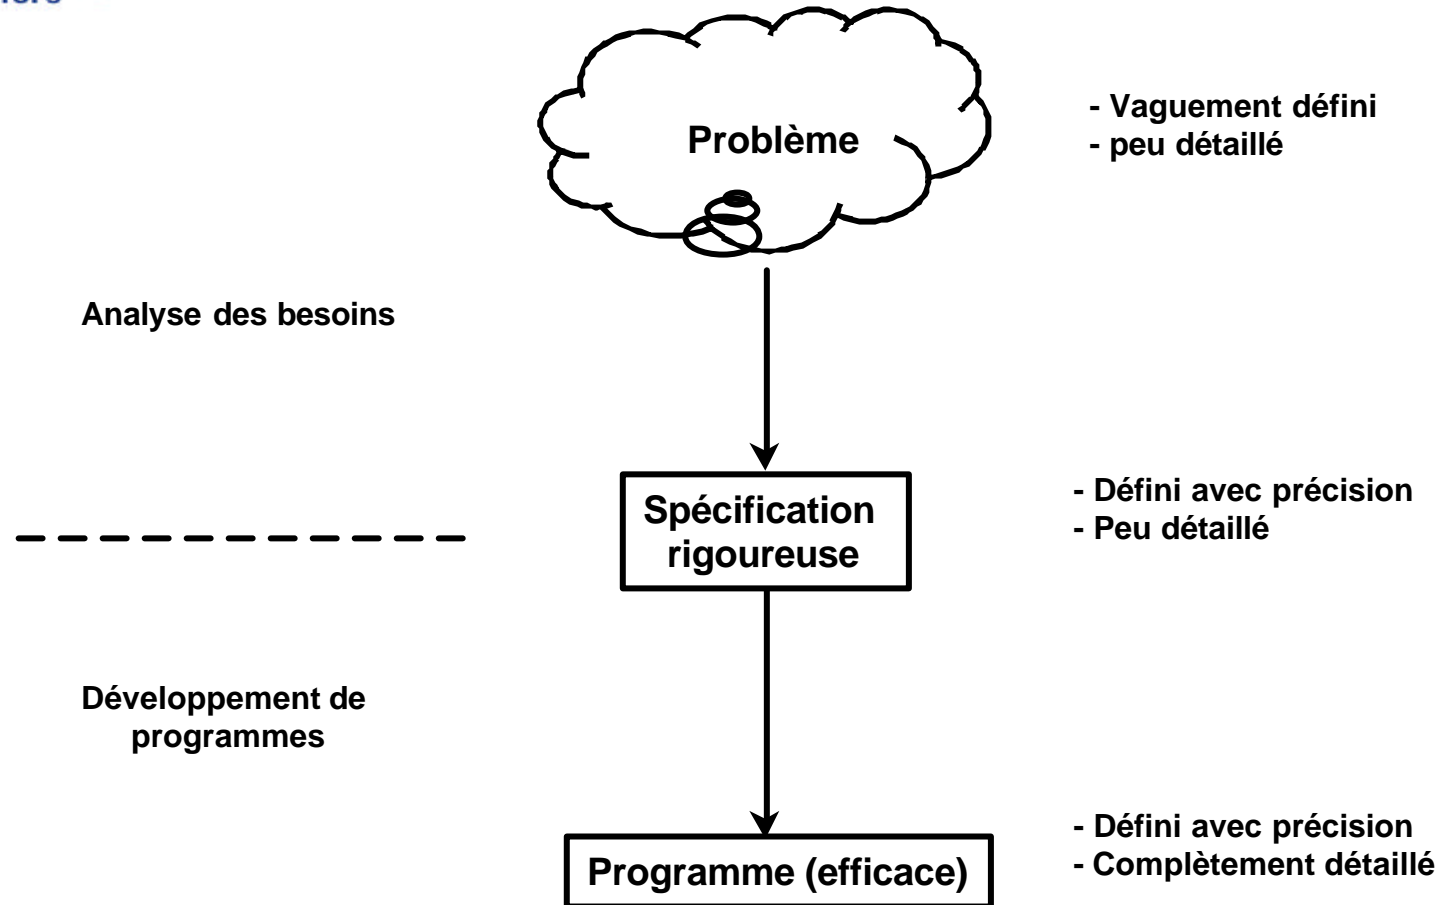 Problème
- Vaguement défini
- peu détaillé
Analyse des besoins
Spécification
rigoureuse
- Défini avec précision
- Peu détaillé
Développement de
programmes
Programme (efficace)
- Défini avec précision
- Complètement détaillé